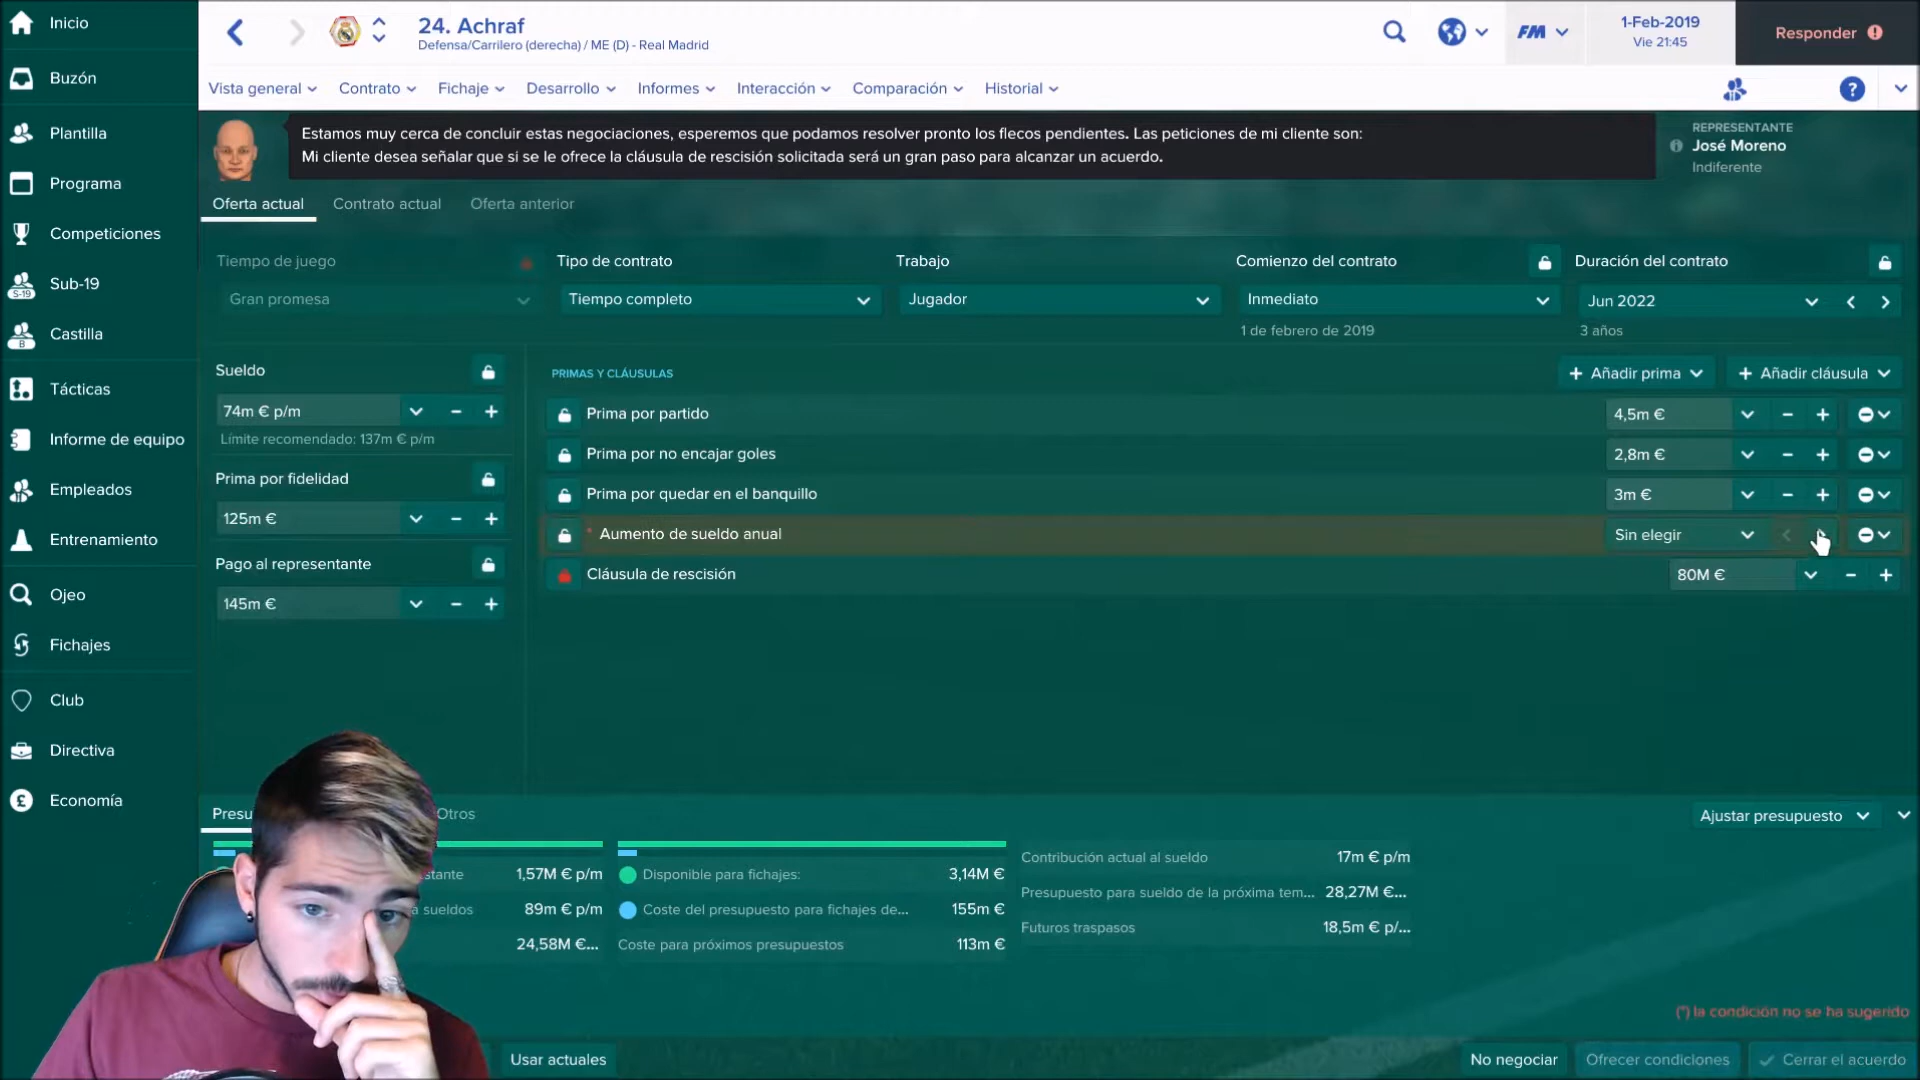 Inicio
Buzón
Plantilla
Programa
Competiciones
S-19
Sub-19
B
Castilla
Tácticas
Informe de equipo
Empleados
Entrenamiento
Ojeo
Fichajes
Club
Directiva
Economía
24. Achraf
Defensa/Carrilero (derecha) / ME (D) - Real Madrid
FM
1-Feb-2019
Vie 21:45
Responder
Vista general
Contrato
Fichaje
Desarrollo
Informes
Interacción
Comparación
Historial
Estamos muy cerca de concluir estas negociaciones, esperemos que podamos resolver pronto los flecos pendientes. Las peticiones de mi cliente son:
Mi cliente desea señalar que si se le ofrece la cláusula de rescisión solicitada será un gran paso para alcanzar un acuerdo.
REPRESENTANTE
José Moreno
Indiferente
Oferta actual
Contrato actual
Oferta anterior
Tiempo de juego
Gran promesa
Tipo de contrato
Tiempo completo
Trabajo
Jugador
Comienzo del contrato
Inmediato
1 de febrero de 2019
Duración del contrato
Jun 2022
3 años
Sueldo
74m € p/m
Límite recomendado: 137m € p/m
Prima por fidelidad
125m €
Pago al representante
145m €
PRIMAS Y CLÁUSULAS
+ Añadir prima
+ Añadir cláusula
Prima por partido
4,5m €
Prima por no encajar goles
2,8m €
Prima por quedar en el banquillo
3m €
* Aumento de sueldo anual
Sin elegir
Cláusula de rescisión
80M €
Presu
Otros
Ajustar presupuesto
stante
1,57M € p/m
a sueldos
89m € p/m
24,58M €...
Disponible para fichajes:
3,14M €
Coste del presupuesto para fichajes de...
155m €
Coste para próximos presupuestos
113m €
Contribución actual al sueldo
17m € p/m
Presupuesto para sueldo de la próxima tem...
28,27M €...
Futuros traspasos
18,5m € p/...
(*) la condición no se ha sugerido
Usar actuales
No negociar
Ofrecer condiciones
Cerrar el acuerdo